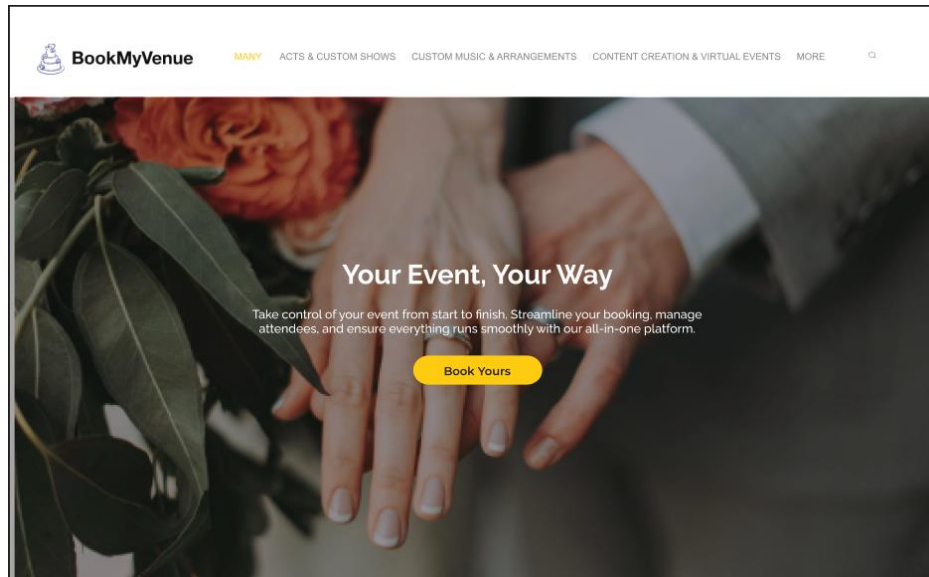 BookMyVenue
MANY ACTS & CUSTOM SHOWS CUSTOM MUSIC & ARRANGEMENTS CONTENT CREATION & VIRTUAL EVENTS MORE
Your Event, Your Way
Take control of your event from start to finish. Streamline your booking, manage
attendees, and ensure everything runs smoothly with our all-in-one platform.
Book Yours